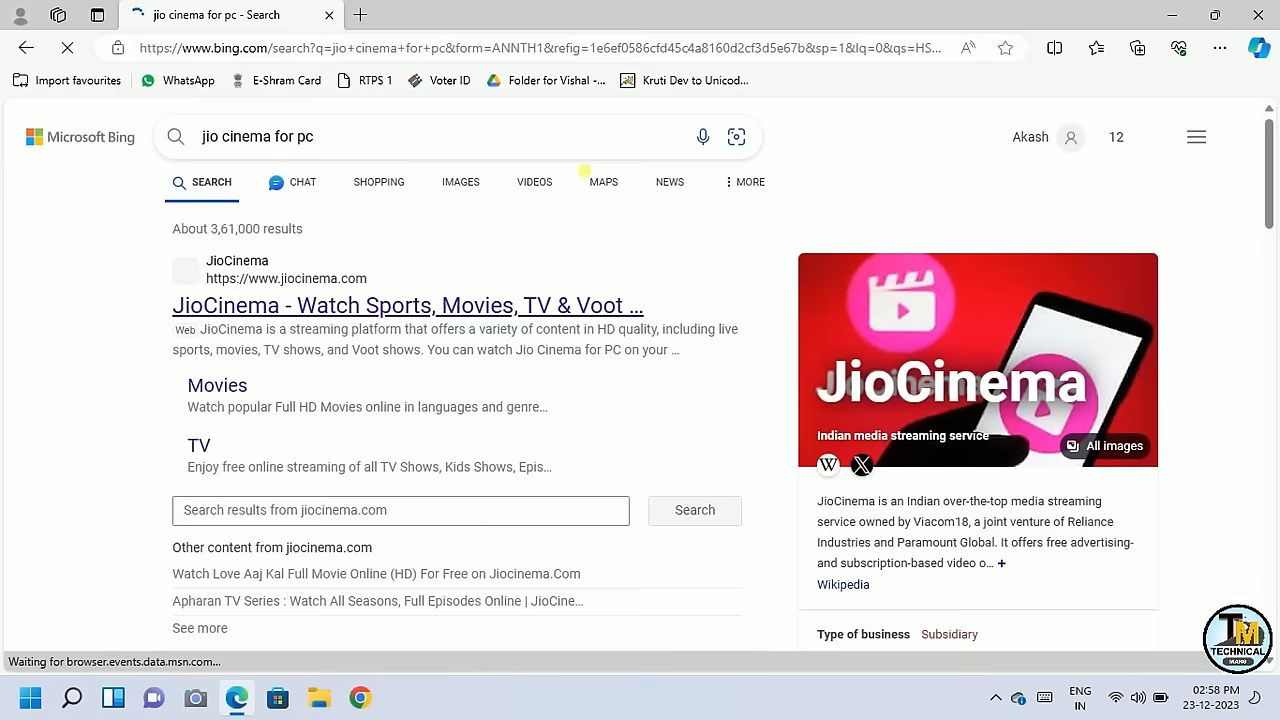 jio cinema for pc - Search
https://www.bing.com/search?q=jio+cinema+for+pc&form=ANNTH1&refig=1e6ef0586cfd45c4a8160d2cf3d5e67b&sp=1&lq=0&qs=HS...
Import favourites
WhatsApp
E-Shram Card
RTPS 1
Voter ID
Folder for Vishal -...
Kruti Dev to Unicod...
Microsoft Bing
jio cinema for pc
Akash
12
SEARCH
CHAT
SHOPPING
IMAGES
VIDEOS
MAPS
NEWS
MORE
About 3,61,000 results
JioCinema
https://www.jiocinema.com
JioCinema - Watch Sports, Movies, TV & Voot ...
Web JioCinema is a streaming platform that offers a variety of content in HD quality, including live
sports, movies, TV shows, and Voot shows. You can watch Jio Cinema for PC on your ...
Movies
Watch popular Full HD Movies online in languages and genre...
TV
Enjoy free online streaming of all TV Shows, Kids Shows, Epis...
Search results from jiocinema.com
Search
Other content from jiocinema.com
Watch Love Aaj Kal Full Movie Online (HD) For Free on Jiocinema.Com
Apharan TV Series : Watch All Seasons, Full Episodes Online | JioCine...
See more
JioCinema
Indian media streaming service
All images
W
X
JioCinema is an Indian over-the-top media streaming
service owned by Viacom18, a joint venture of Reliance
Industries and Paramount Global. It offers free advertising-
and subscription-based video o... +
Wikipedia
Type of business Subsidiary
TM
TECHNICAL
MANU
Waiting for browser.events.data.msn.com...
ENG
IN
02:58 PM
23-12-2023